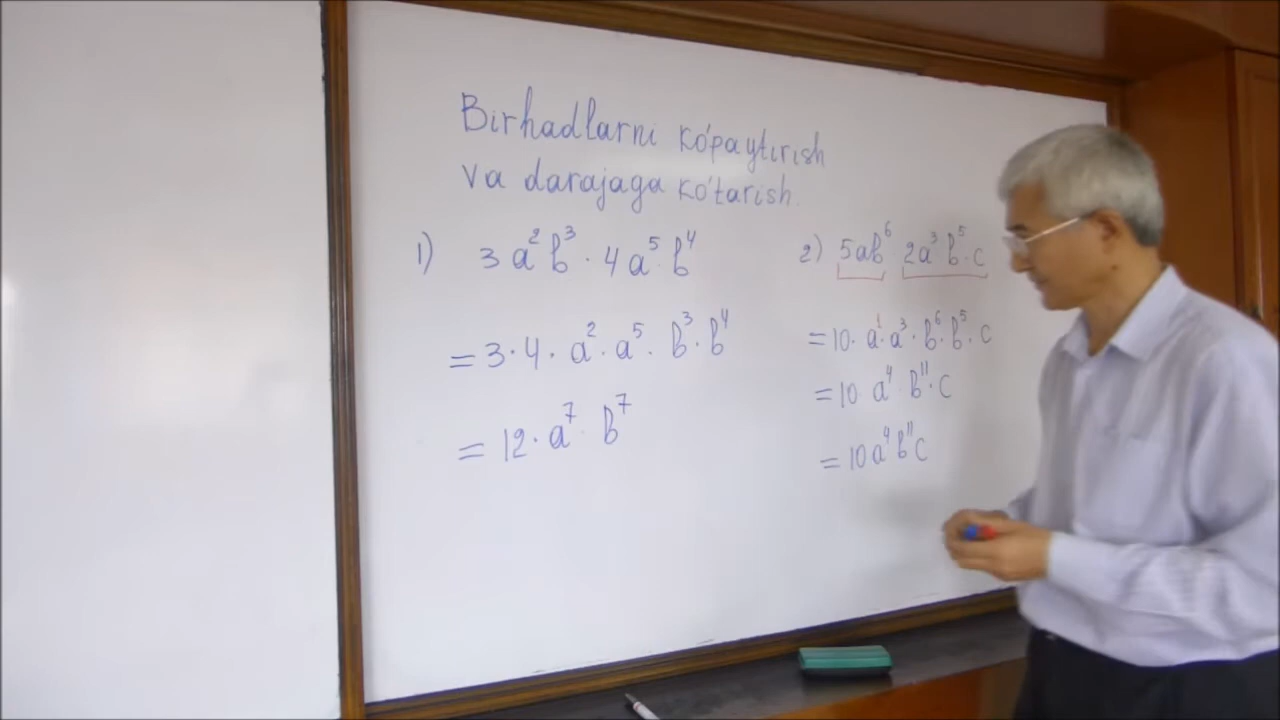 Birhadlarni ko'paytirish
va darajaga ko'tarish.
1) 3a²b³ · 4a⁵b⁴
= 3 · 4 · a² · a⁵ · b³ · b⁴
= 12 · a⁷ · b⁷
2) 5ab⁶ 2a³b⁵·c
= 10 · a¹ · a³ · b⁶ · b⁵ · c
= 10 · a⁴ · b¹¹ · c
= 10a⁴b¹¹c